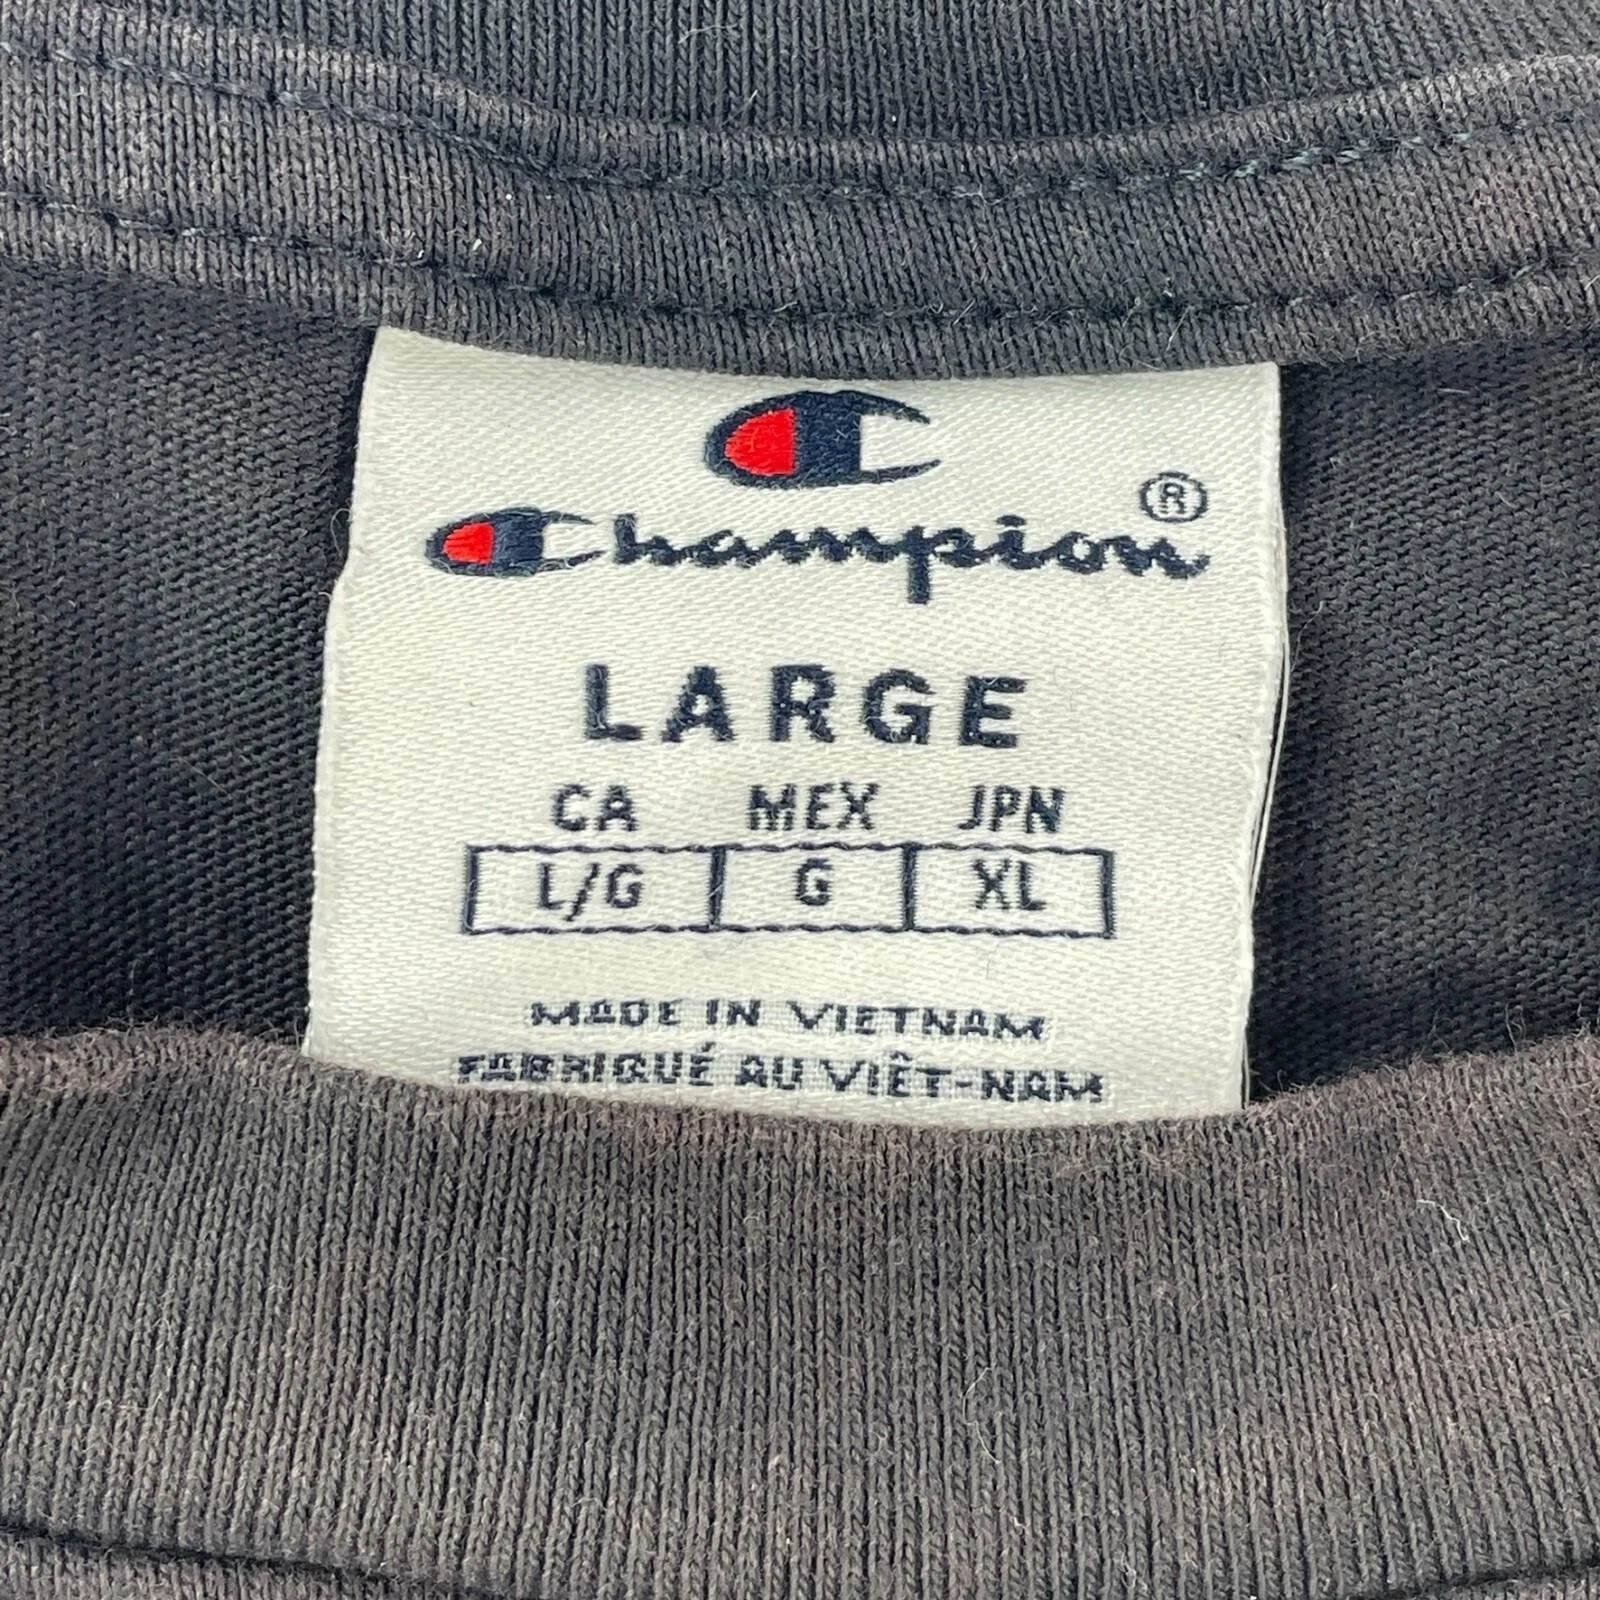 Champion®
LARGE
CA MEX JPN
L/G G XL
MADE IN VIETNAM
FABRIQUÉ AU VIÊT-NAM